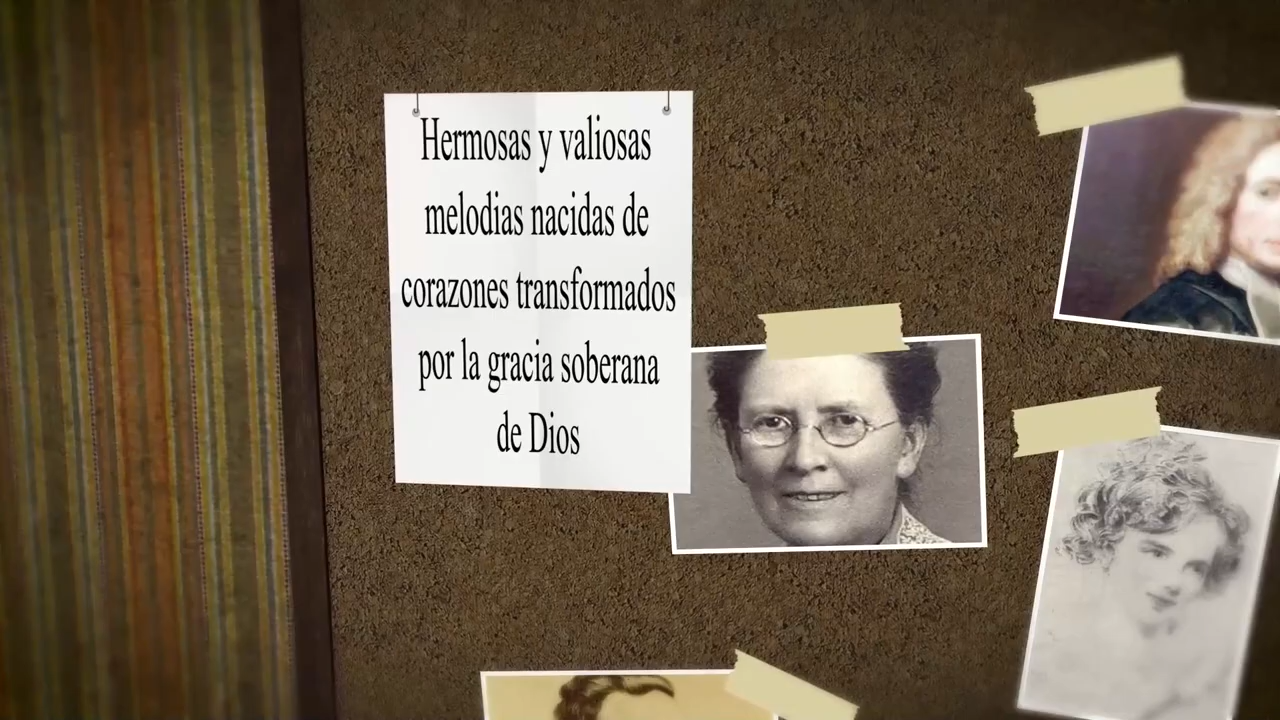 Hermosas y valiosas
melodias nacidas de
corazones transformados
por la gracia soberana
de Dios